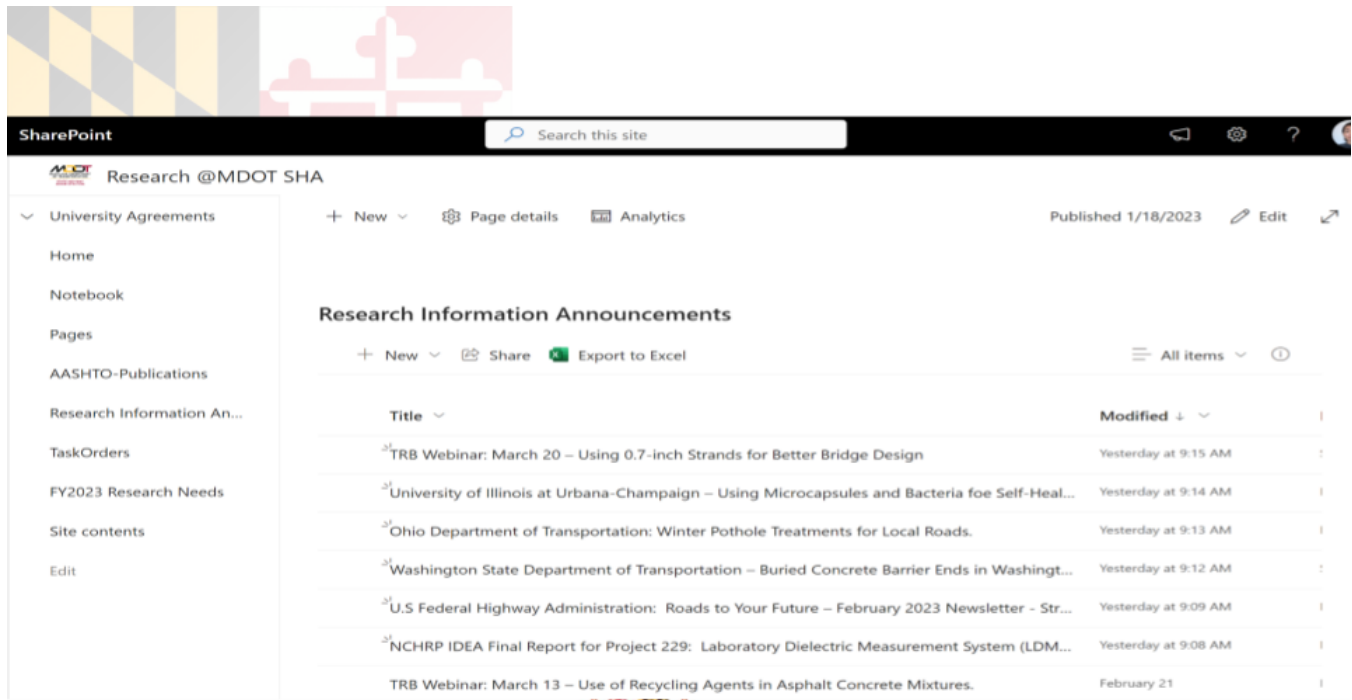 SharePoint
Search this site
?
MDOT
Research @MDOT SHA
University Agreements
+ New
Page details
Analytics
Published 1/18/2023
Edit
Home
Notebook
Pages
AASHTO-Publications
Research Information An...
TaskOrders
FY2023 Research Needs
Site contents
Edit
Research Information Announcements
+ New
Share
Export to Excel
All items
Title
Modified ↓
TRB Webinar: March 20 – Using 0.7-inch Strands for Better Bridge Design
Yesterday at 9:15 AM
University of Illinois at Urbana-Champaign – Using Microcapsules and Bacteria foe Self-Heal...
Yesterday at 9:14 AM
Ohio Department of Transportation: Winter Pothole Treatments for Local Roads.
Yesterday at 9:13 AM
Washington State Department of Transportation – Buried Concrete Barrier Ends in Washingt...
Yesterday at 9:12 AM
U.S Federal Highway Administration: Roads to Your Future – February 2023 Newsletter - Str...
Yesterday at 9:09 AM
NCHRP IDEA Final Report for Project 229: Laboratory Dielectric Measurement System (LDM...
Yesterday at 9:08 AM
TRB Webinar: March 13 – Use of Recycling Agents in Asphalt Concrete Mixtures.
February 21